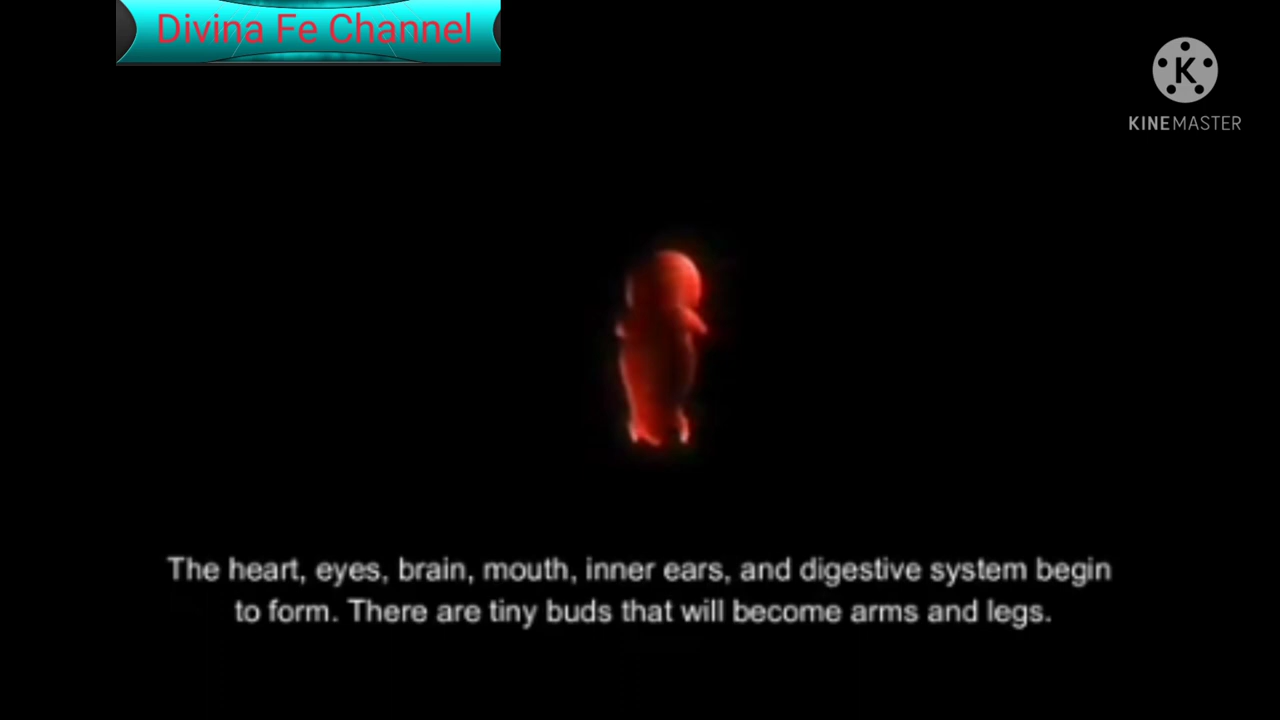 Divina Fe Channel
K
KINEMASTER
The heart, eyes, brain, mouth, inner ears, and digestive system begin
to form. There are tiny buds that will become arms and legs.